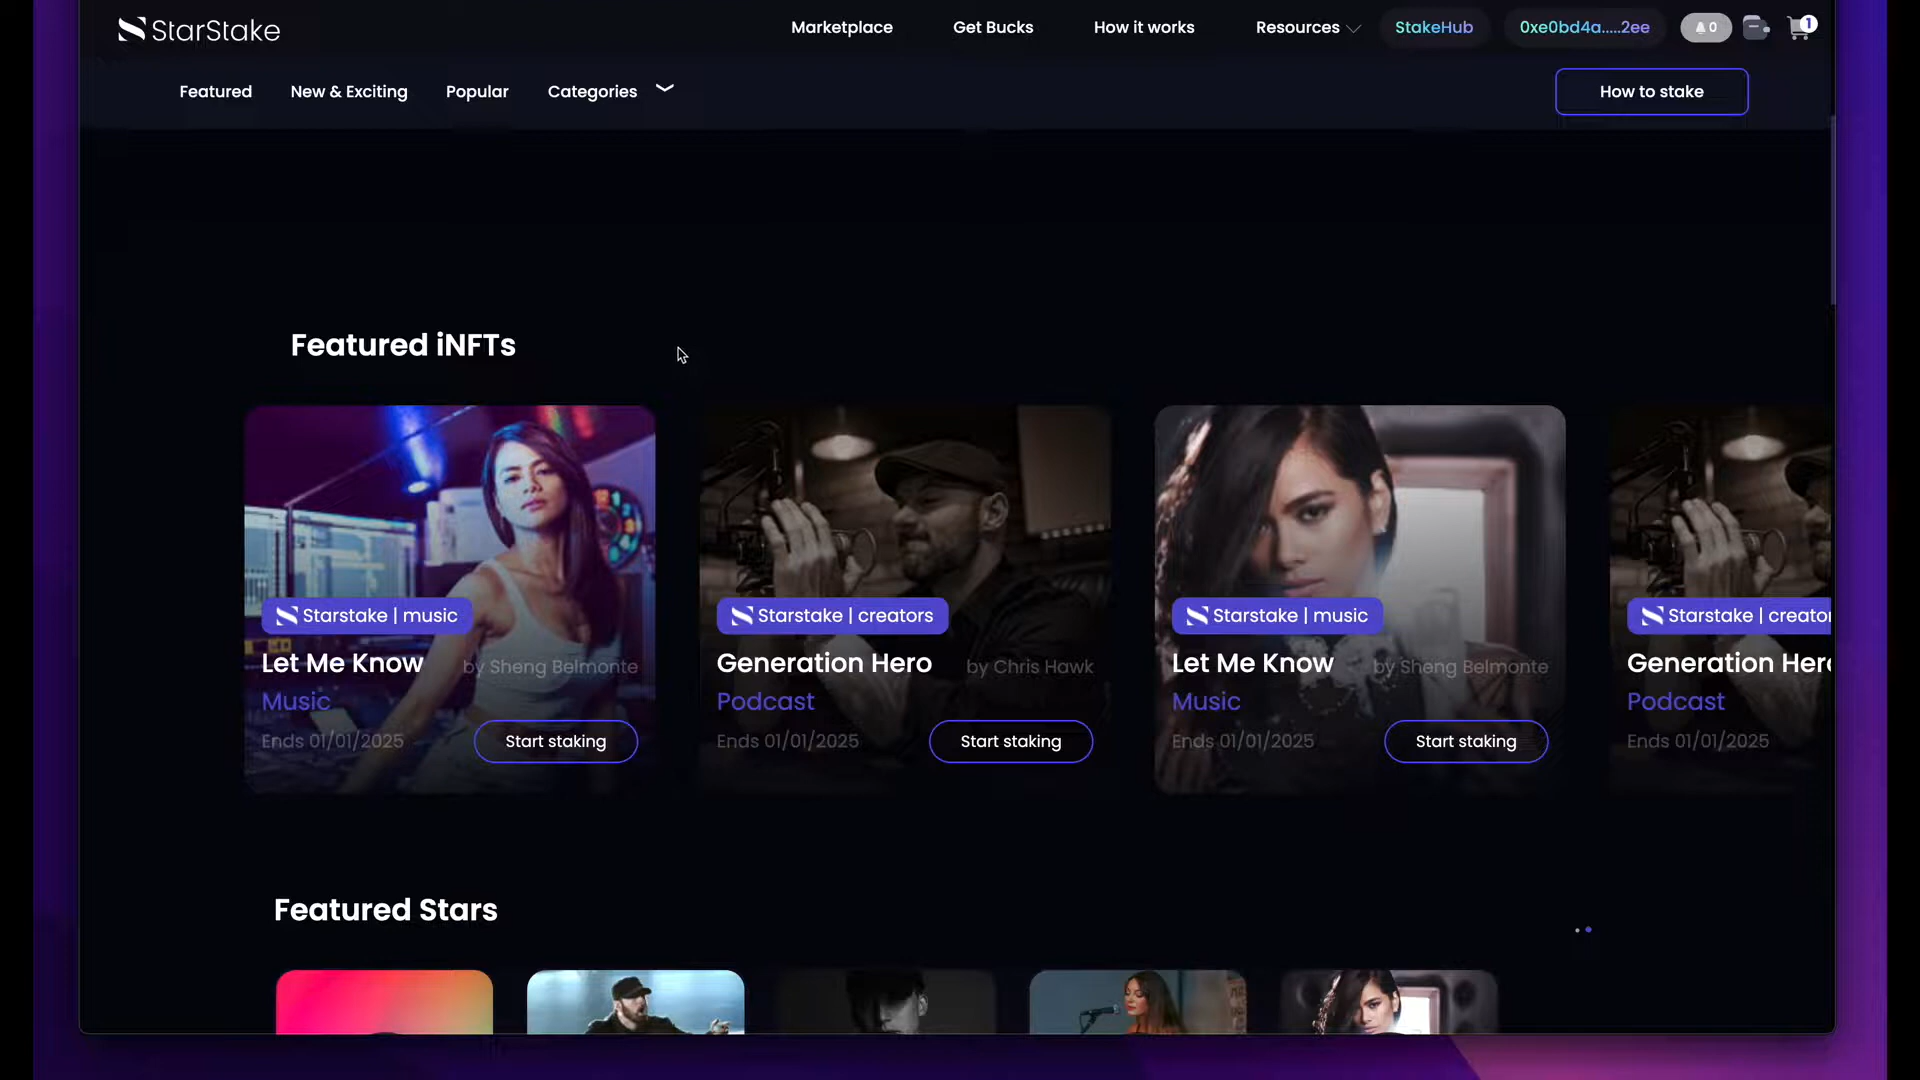 StarStake
Marketplace
Get Bucks
How it works
Resources
StakeHub
0xe0bd4a.....2ee
0
1
Featured
New & Exciting
Popular
Categories
How to stake
Featured iNFTs
Starstake | music
Let Me Know
by Sheng Belmonte
Music
Ends 01/01/2025
Start staking
Starstake | creators
Generation Hero
by Chris Hawk
Podcast
Ends 01/01/2025
Start staking
Starstake | music
Let Me Know
by Sheng Belmonte
Music
Ends 01/01/2025
Start staking
Starstake | creator
Generation Hero
Podcast
Ends 01/01/2025
Featured Stars